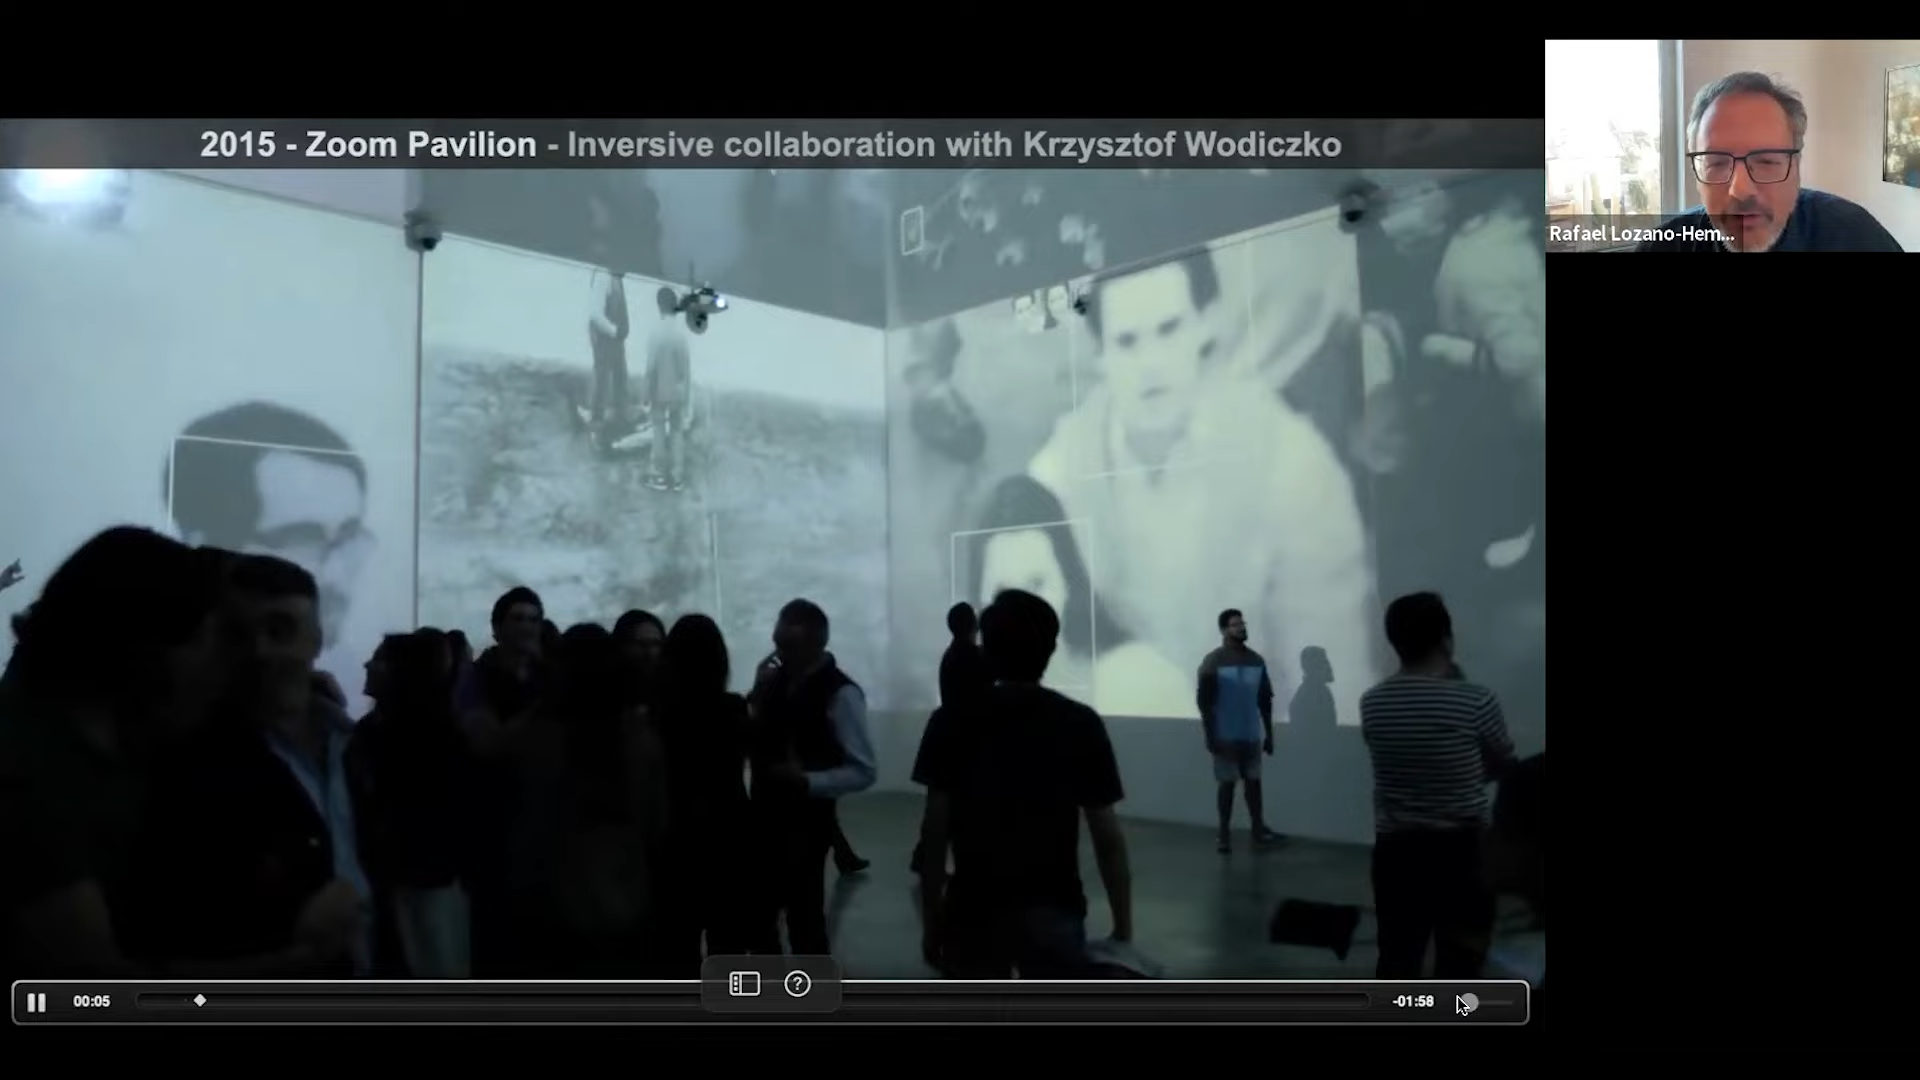 2015 - Zoom Pavilion - Inversive collaboration with Krzysztof Wodiczko
Rafael Lozano-Hem...
00:05
-01:58